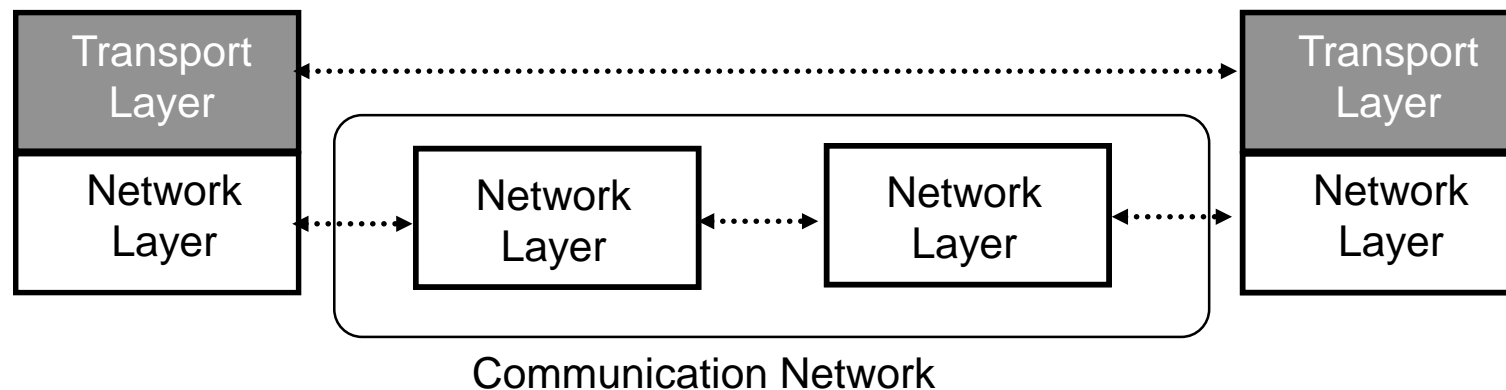 Transport
Layer
Transport
Layer
Network
Layer
Network
Layer
Network
Layer
Network
Layer
Communication Network